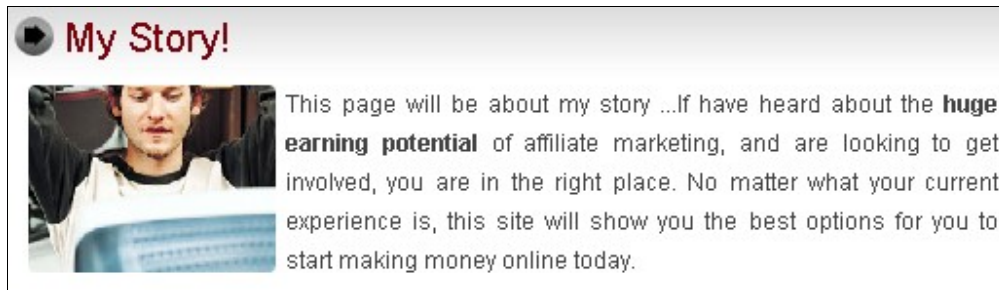 My Story!
This page will be about my story ...If have heard about the huge
earning potential of affiliate marketing, and are looking to get
involved, you are in the right place. No matter what your current
experience is, this site will show you the best options for you to
start making money online today.